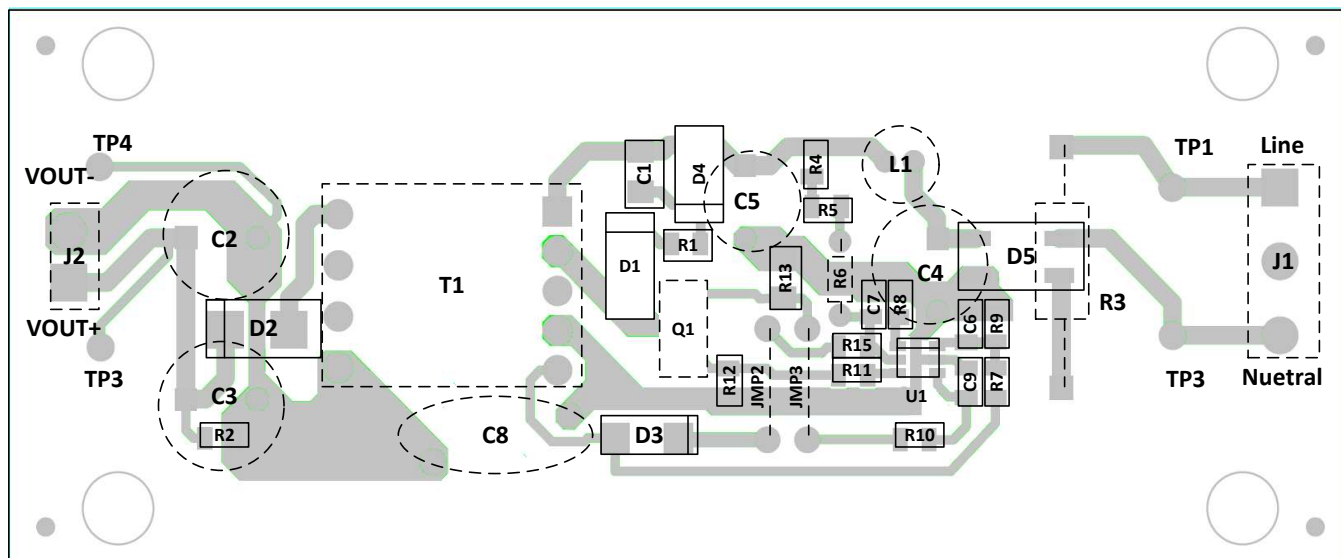 TP4
VOUT-
J2
VOUT+
TP3
C2
D2
C3
R2
T1
C8
C1
D4
C5
R4
L1
R5
R1
D1
R13
R6
C4
D5
R3
Q1
C7
R8
C6
R9
R15
R11
R12
JMP2
JMP3
U1
C9
R7
D3
R10
TP1
Line
J1
TP3
Nuetral